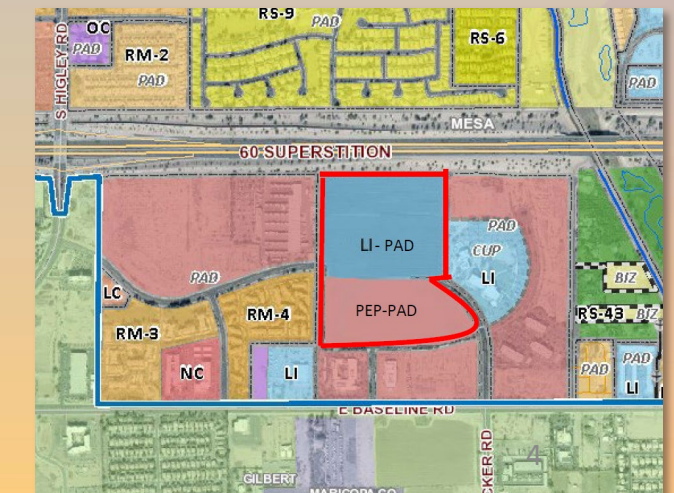 RS-9
PAD
OC
PAD
RM-2
PAD
RS-6
PAD
S HIGLEY RD
MESA
60 SUPERSTITION
LI- PAD
PAD
CUP
LI
PAD
LC
BIZ
PEP-PAD
RM-4
RS-43
BIZ
RM-3
NC
LI
PAD
PAD
LI
E BASELINE RD
CKER RD
4
GILBERT
MARICOPA CO